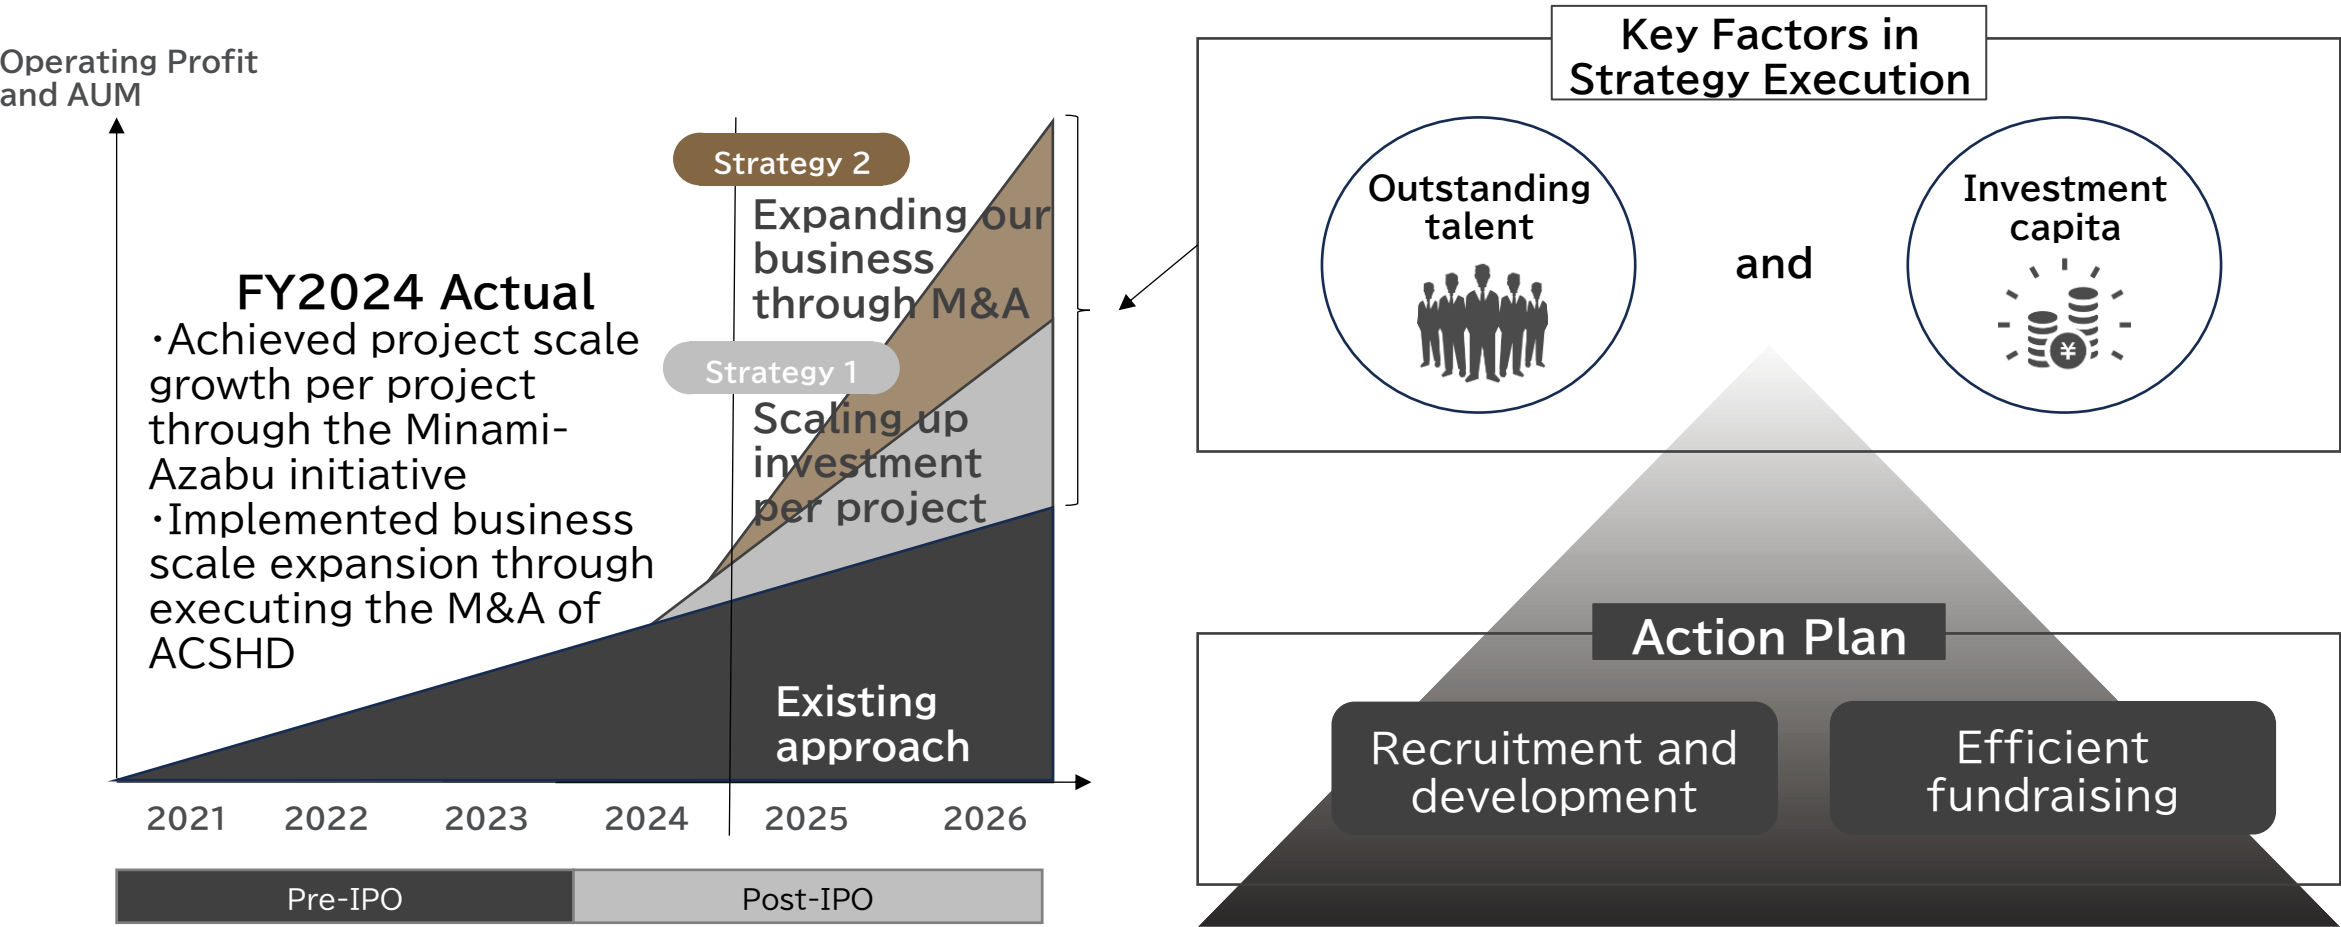 Operating Profit
and AUM
Strategy 2
Expanding our
business
through M&A
FY2024 Actual
・Achieved project scale
growth per project
through the Minami-
Azabu initiative
・Implemented business
scale expansion through
executing the M&A of
ACSHD
Strategy 1
Scaling up
investment
per project
Existing
approach
2021 2022 2023 2024 2025 2026
Pre-IPO Post-IPO
Key Factors in
Strategy Execution
Outstanding
talent
and
Investment
capita
¥
Action Plan
Recruitment and
development
Efficient
fundraising